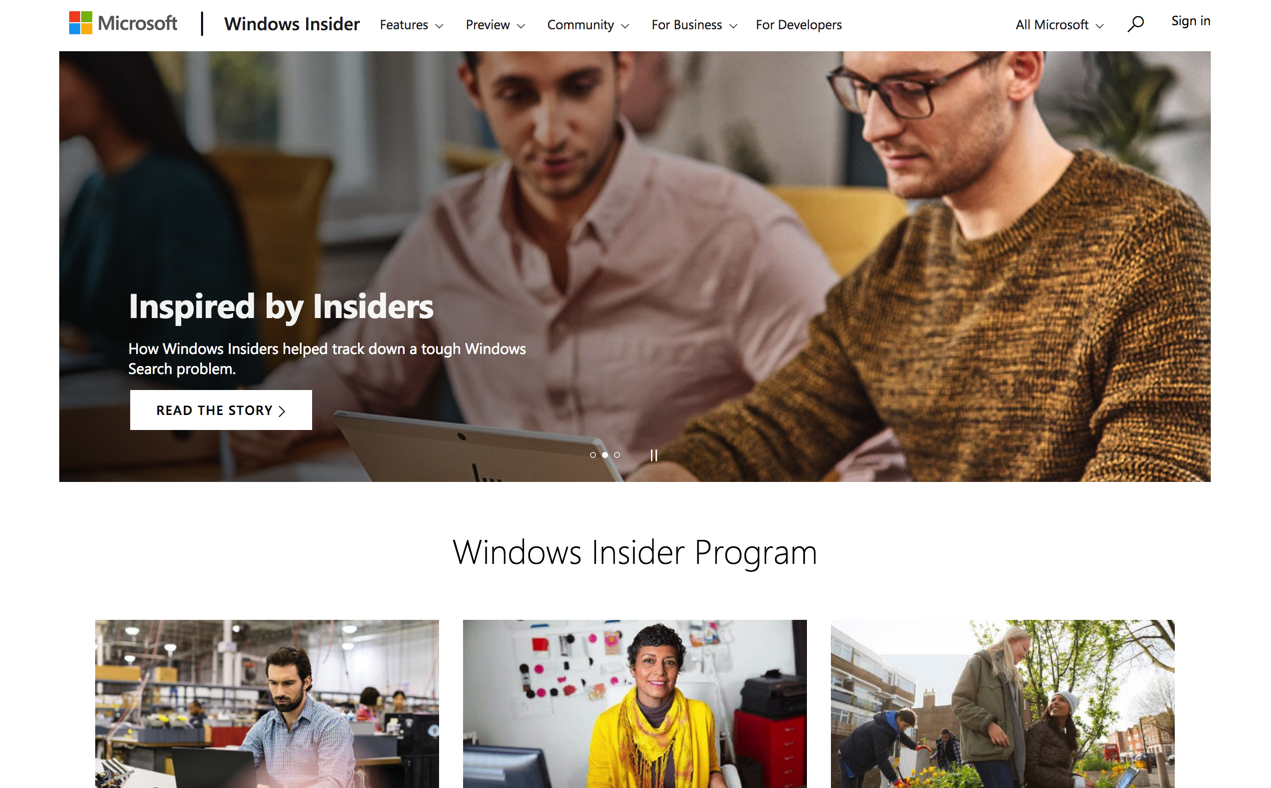 Microsoft
Windows Insider
Features
Preview
Community
For Business
For Developers
All Microsoft
Sign in
Inspired by Insiders
How Windows Insiders helped track down a tough Windows
Search problem.
READ THE STORY
Windows Insider Program